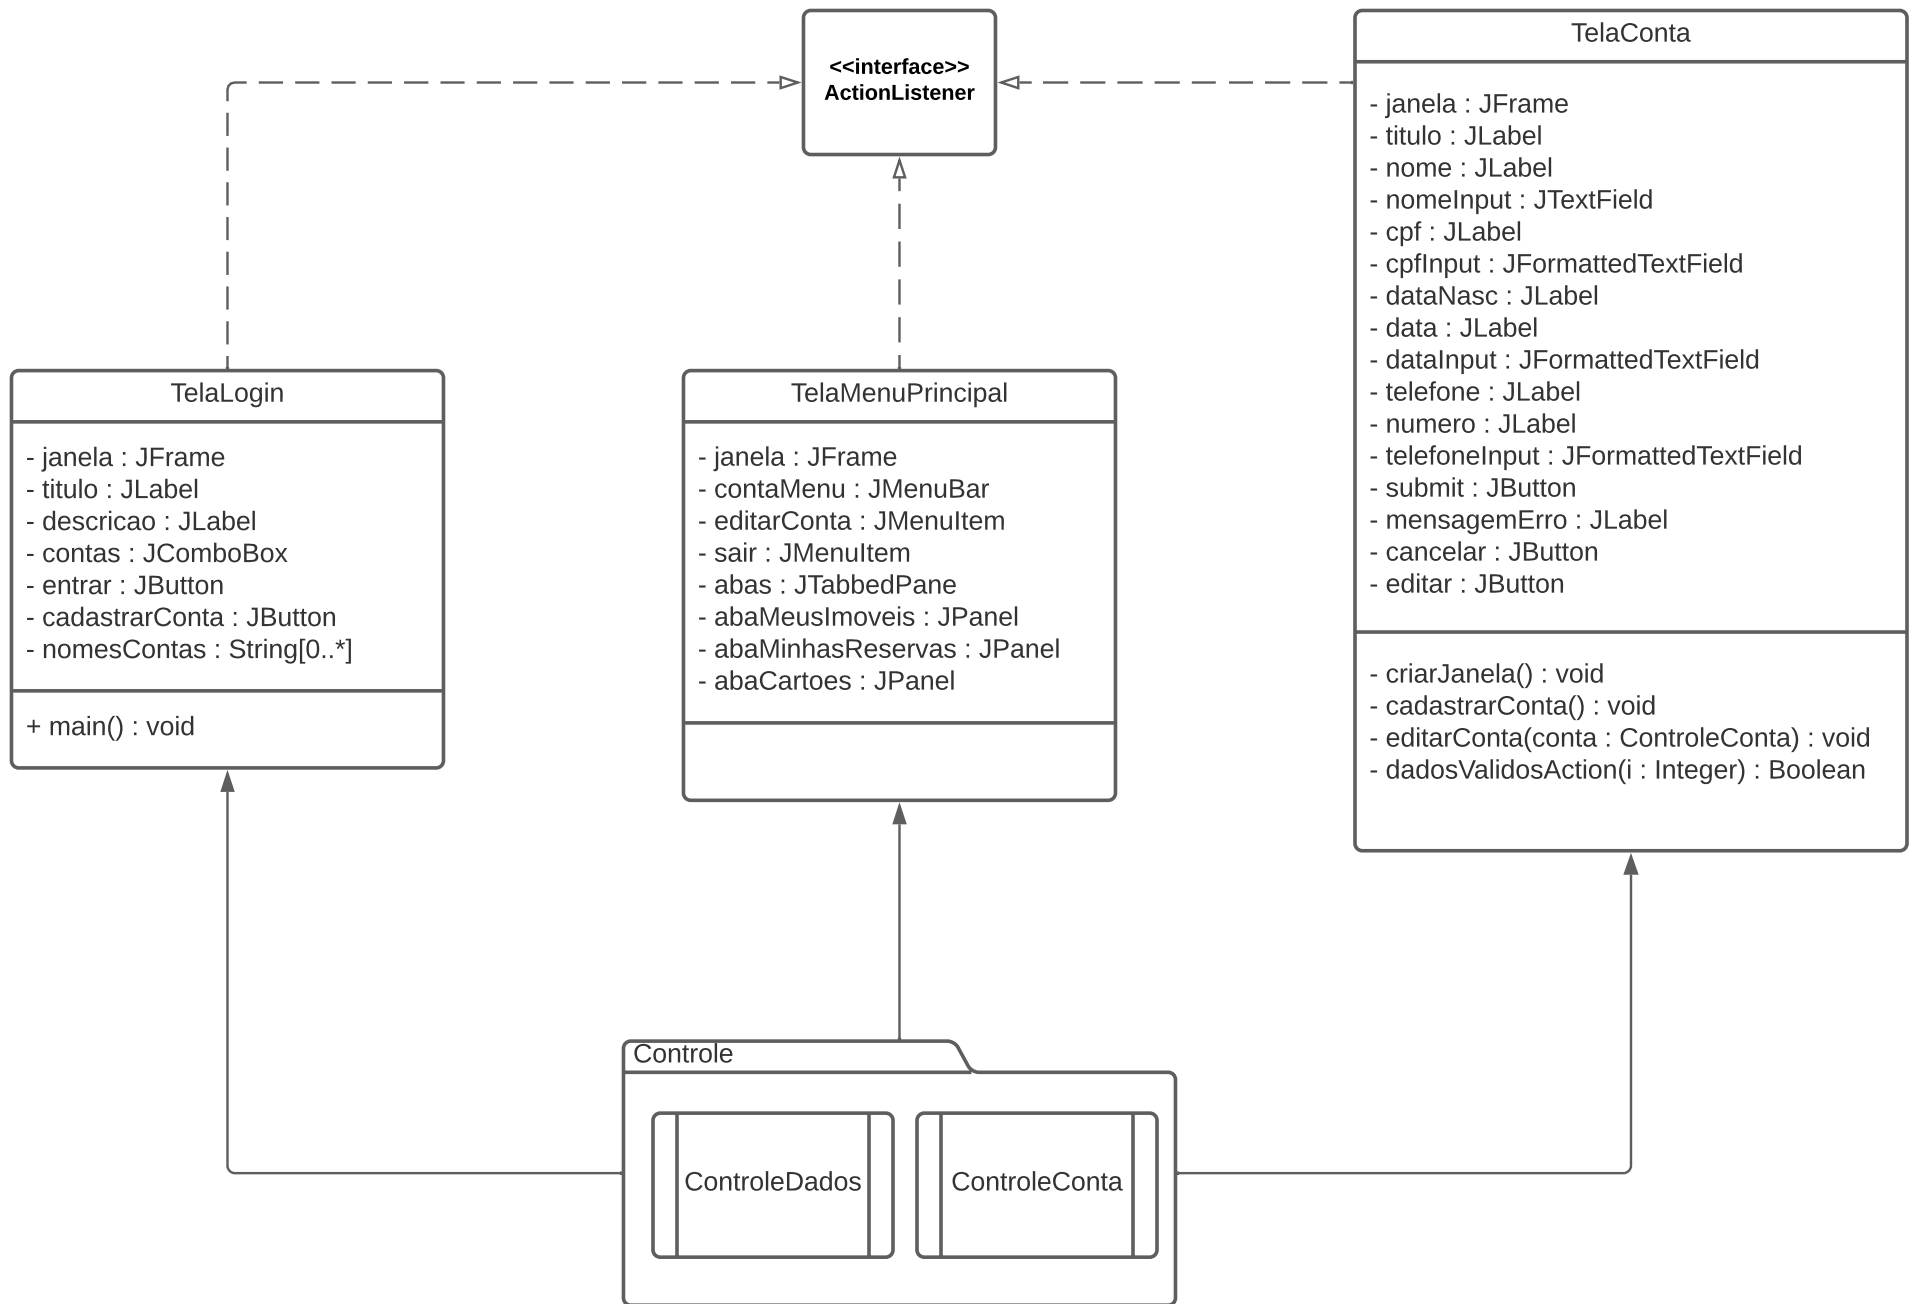 <<interface>>
ActionListener
TelaConta
- janela : JFrame
- titulo : JLabel
- nome : JLabel
- nomeInput : JTextField
- cpf : JLabel
- cpfInput : JFormattedTextField
- dataNasc : JLabel
- data : JLabel
- dataInput : JFormattedTextField
- telefone : JLabel
- numero : JLabel
- telefoneInput : JFormattedTextField
- submit : JButton
- mensagemErro : JLabel
- cancelar : JButton
- editar : JButton
- criarJanela() : void
- cadastrarConta() : void
- editarConta(conta : ControleConta) : void
- dadosValidosAction(i : Integer) : Boolean
TelaLogin
- janela : JFrame
- titulo : JLabel
- descricao : JLabel
- contas : JComboBox
- entrar : JButton
- cadastrarConta : JButton
- nomesContas : String[0..*]
+ main() : void
TelaMenuPrincipal
- janela : JFrame
- contaMenu : JMenuBar
- editarConta : JMenuItem
- sair : JMenuItem
- abas : JTabbedPane
- abaMeusImoveis : JPanel
- abaMinhasReservas : JPanel
- abaCartoes : JPanel
Controle
ControleDados
ControleConta